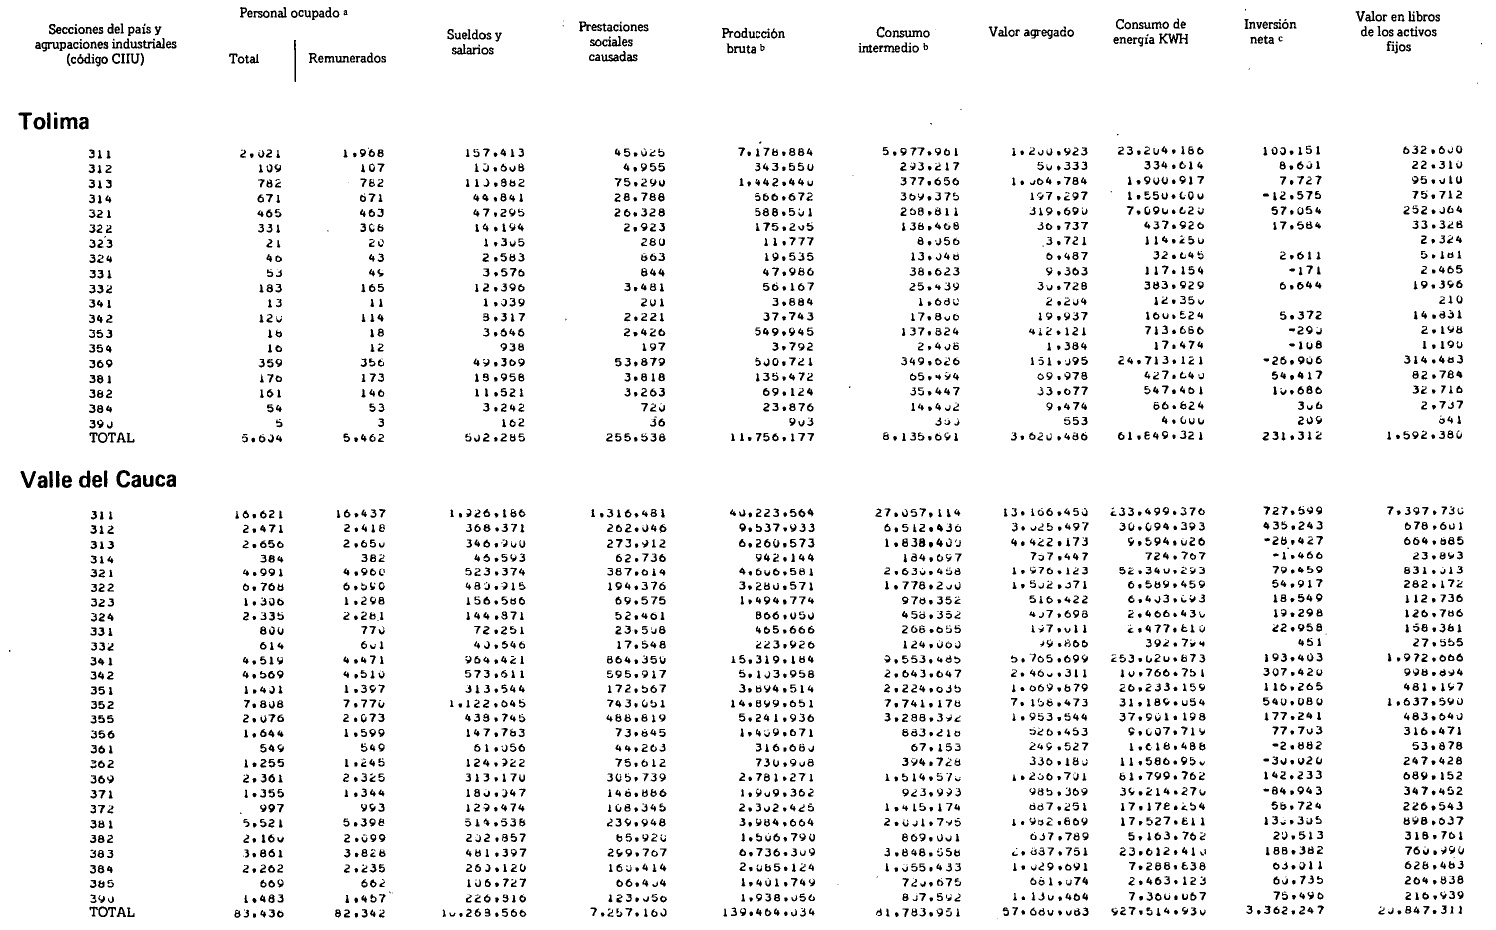 Secciones del país y agrupaciones industriales (código CIIU) Personal ocupado a Total Remunerados Sueldos y salarios Prestaciones sociales causadas Producción bruta b Consumo intermedio b Valor agregado Consumo de energía KWH Inversión neta c Valor en libros de los activos fijos
Tolima
311 2.021 1.968 157.413 45.025 7.178.884 5.977.961 1.200.923 23.204.186 100.151 632.600
312 109 107 10.608 4.955 343.550 293.217 50.333 334.614 8.601 22.310
313 782 782 110.882 75.290 1.442.440 377.656 1.064.784 1.900.917 7.727 95.010
314 671 671 44.841 28.788 566.672 369.375 197.297 1.550.600 -12.575 75.712
321 465 463 47.295 26.328 588.501 268.811 319.690 7.090.620 57.054 252.064
322 331 306 14.194 2.923 175.205 138.468 36.737 437.926 17.584 33.328
323 21 20 1.305 280 11.777 8.056 3.721 114.250 2.324
324 46 43 2.583 863 19.535 13.048 6.487 32.645 2.611 5.181
331 53 49 3.576 844 47.986 38.623 9.363 117.154 -171 2.465
332 183 165 12.396 3.481 56.167 25.439 30.728 383.929 6.644 19.396
341 13 11 1.039 201 3.884 1.680 2.204 12.350 210
342 120 114 8.317 2.221 37.743 17.806 19.937 160.524 5.372 14.831
353 18 18 3.646 2.426 549.945 137.824 412.121 713.686 -290 2.198
354 16 12 938 197 3.792 2.408 1.384 17.474 -108 1.190
369 359 356 49.369 53.879 500.721 349.626 151.095 24.713.121 -26.906 314.483
381 176 173 18.958 3.818 135.472 65.494 69.978 427.640 54.417 82.784
382 161 146 11.521 3.263 69.124 35.447 33.677 547.461 10.686 32.716
384 54 53 3.242 720 23.876 14.402 9.474 66.824 306 2.737
390 5 3 162 36 903 350 553 4.600 209 841
TOTAL 5.604 5.462 502.285 255.538 11.756.177 8.135.691 3.620.486 61.849.321 231.312 1.592.380
Valle del Cauca
311 16.621 16.437 1.926.186 1.316.481 40.223.564 27.057.114 13.166.450 233.499.376 727.599 7.397.730
312 2.471 2.418 368.371 262.046 9.537.933 6.512.436 3.025.497 30.094.393 435.243 678.601
313 2.656 2.650 346.900 273.912 6.260.573 1.838.400 4.422.173 9.594.026 -28.427 664.885
314 384 382 46.593 62.736 942.144 184.697 757.447 724.767 -1.466 23.893
321 4.991 4.960 523.374 387.614 4.606.581 2.630.458 1.976.123 52.340.293 79.459 831.013
322 6.768 6.590 480.915 194.376 3.280.571 1.778.200 1.502.371 6.589.459 54.917 282.172
323 1.306 1.298 156.586 69.575 1.494.774 978.352 516.422 6.403.693 18.549 112.736
324 2.335 2.281 144.871 52.461 866.050 458.352 407.698 2.466.430 19.298 126.786
331 800 770 72.251 23.508 465.666 268.655 197.011 2.477.610 22.958 158.381
332 614 601 40.546 17.548 223.926 124.060 99.866 392.794 451 27.555
341 4.519 4.471 964.421 864.350 15.319.184 9.553.485 5.765.699 253.620.873 193.403 1.972.666
342 4.569 4.510 573.611 595.917 5.103.958 2.643.647 2.460.311 10.766.751 307.420 998.894
351 1.401 1.397 313.544 172.567 3.894.514 2.224.635 1.669.879 26.233.159 116.265 481.197
352 7.808 7.770 1.122.645 743.051 14.899.651 7.741.178 7.158.473 31.189.054 540.080 1.637.590
355 2.076 2.073 438.745 488.819 5.241.936 3.288.392 1.953.544 37.901.198 177.241 483.640
356 1.644 1.599 147.783 73.845 1.409.671 883.218 526.453 9.007.719 77.703 316.471
361 549 549 61.056 44.263 316.680 67.153 249.527 1.618.488 -2.882 53.878
362 1.255 1.245 124.922 75.612 730.908 394.728 336.180 11.586.950 -30.020 247.428
369 2.361 2.325 313.170 305.739 2.781.271 1.514.570 1.266.701 81.799.762 142.233 689.152
371 1.355 1.344 180.347 148.886 1.909.362 923.993 985.369 39.214.270 -84.943 347.452
372 997 993 129.474 108.345 2.302.425 1.415.174 887.251 17.178.254 58.724 226.543
381 5.521 5.398 514.538 239.948 3.984.664 2.001.795 1.982.869 17.527.811 130.305 898.637
382 2.160 2.099 202.857 85.920 1.506.790 869.001 637.789 5.163.762 20.513 318.761
383 3.861 3.828 481.397 299.767 6.736.309 3.848.558 2.887.751 23.612.410 188.382 760.990
384 2.262 2.235 260.120 160.414 2.085.124 1.055.433 1.029.691 7.288.638 63.011 628.483
385 669 662 106.727 66.404 1.401.749 720.675 681.074 2.463.123 60.735 264.838
390 1.483 1.457 226.516 123.056 1.938.056 807.592 1.130.464 7.360.067 75.496 216.939
TOTAL 83.436 82.342 10.268.566 7.257.160 139.464.034 81.783.951 57.680.083 927.514.930 3.362.247 20.847.311